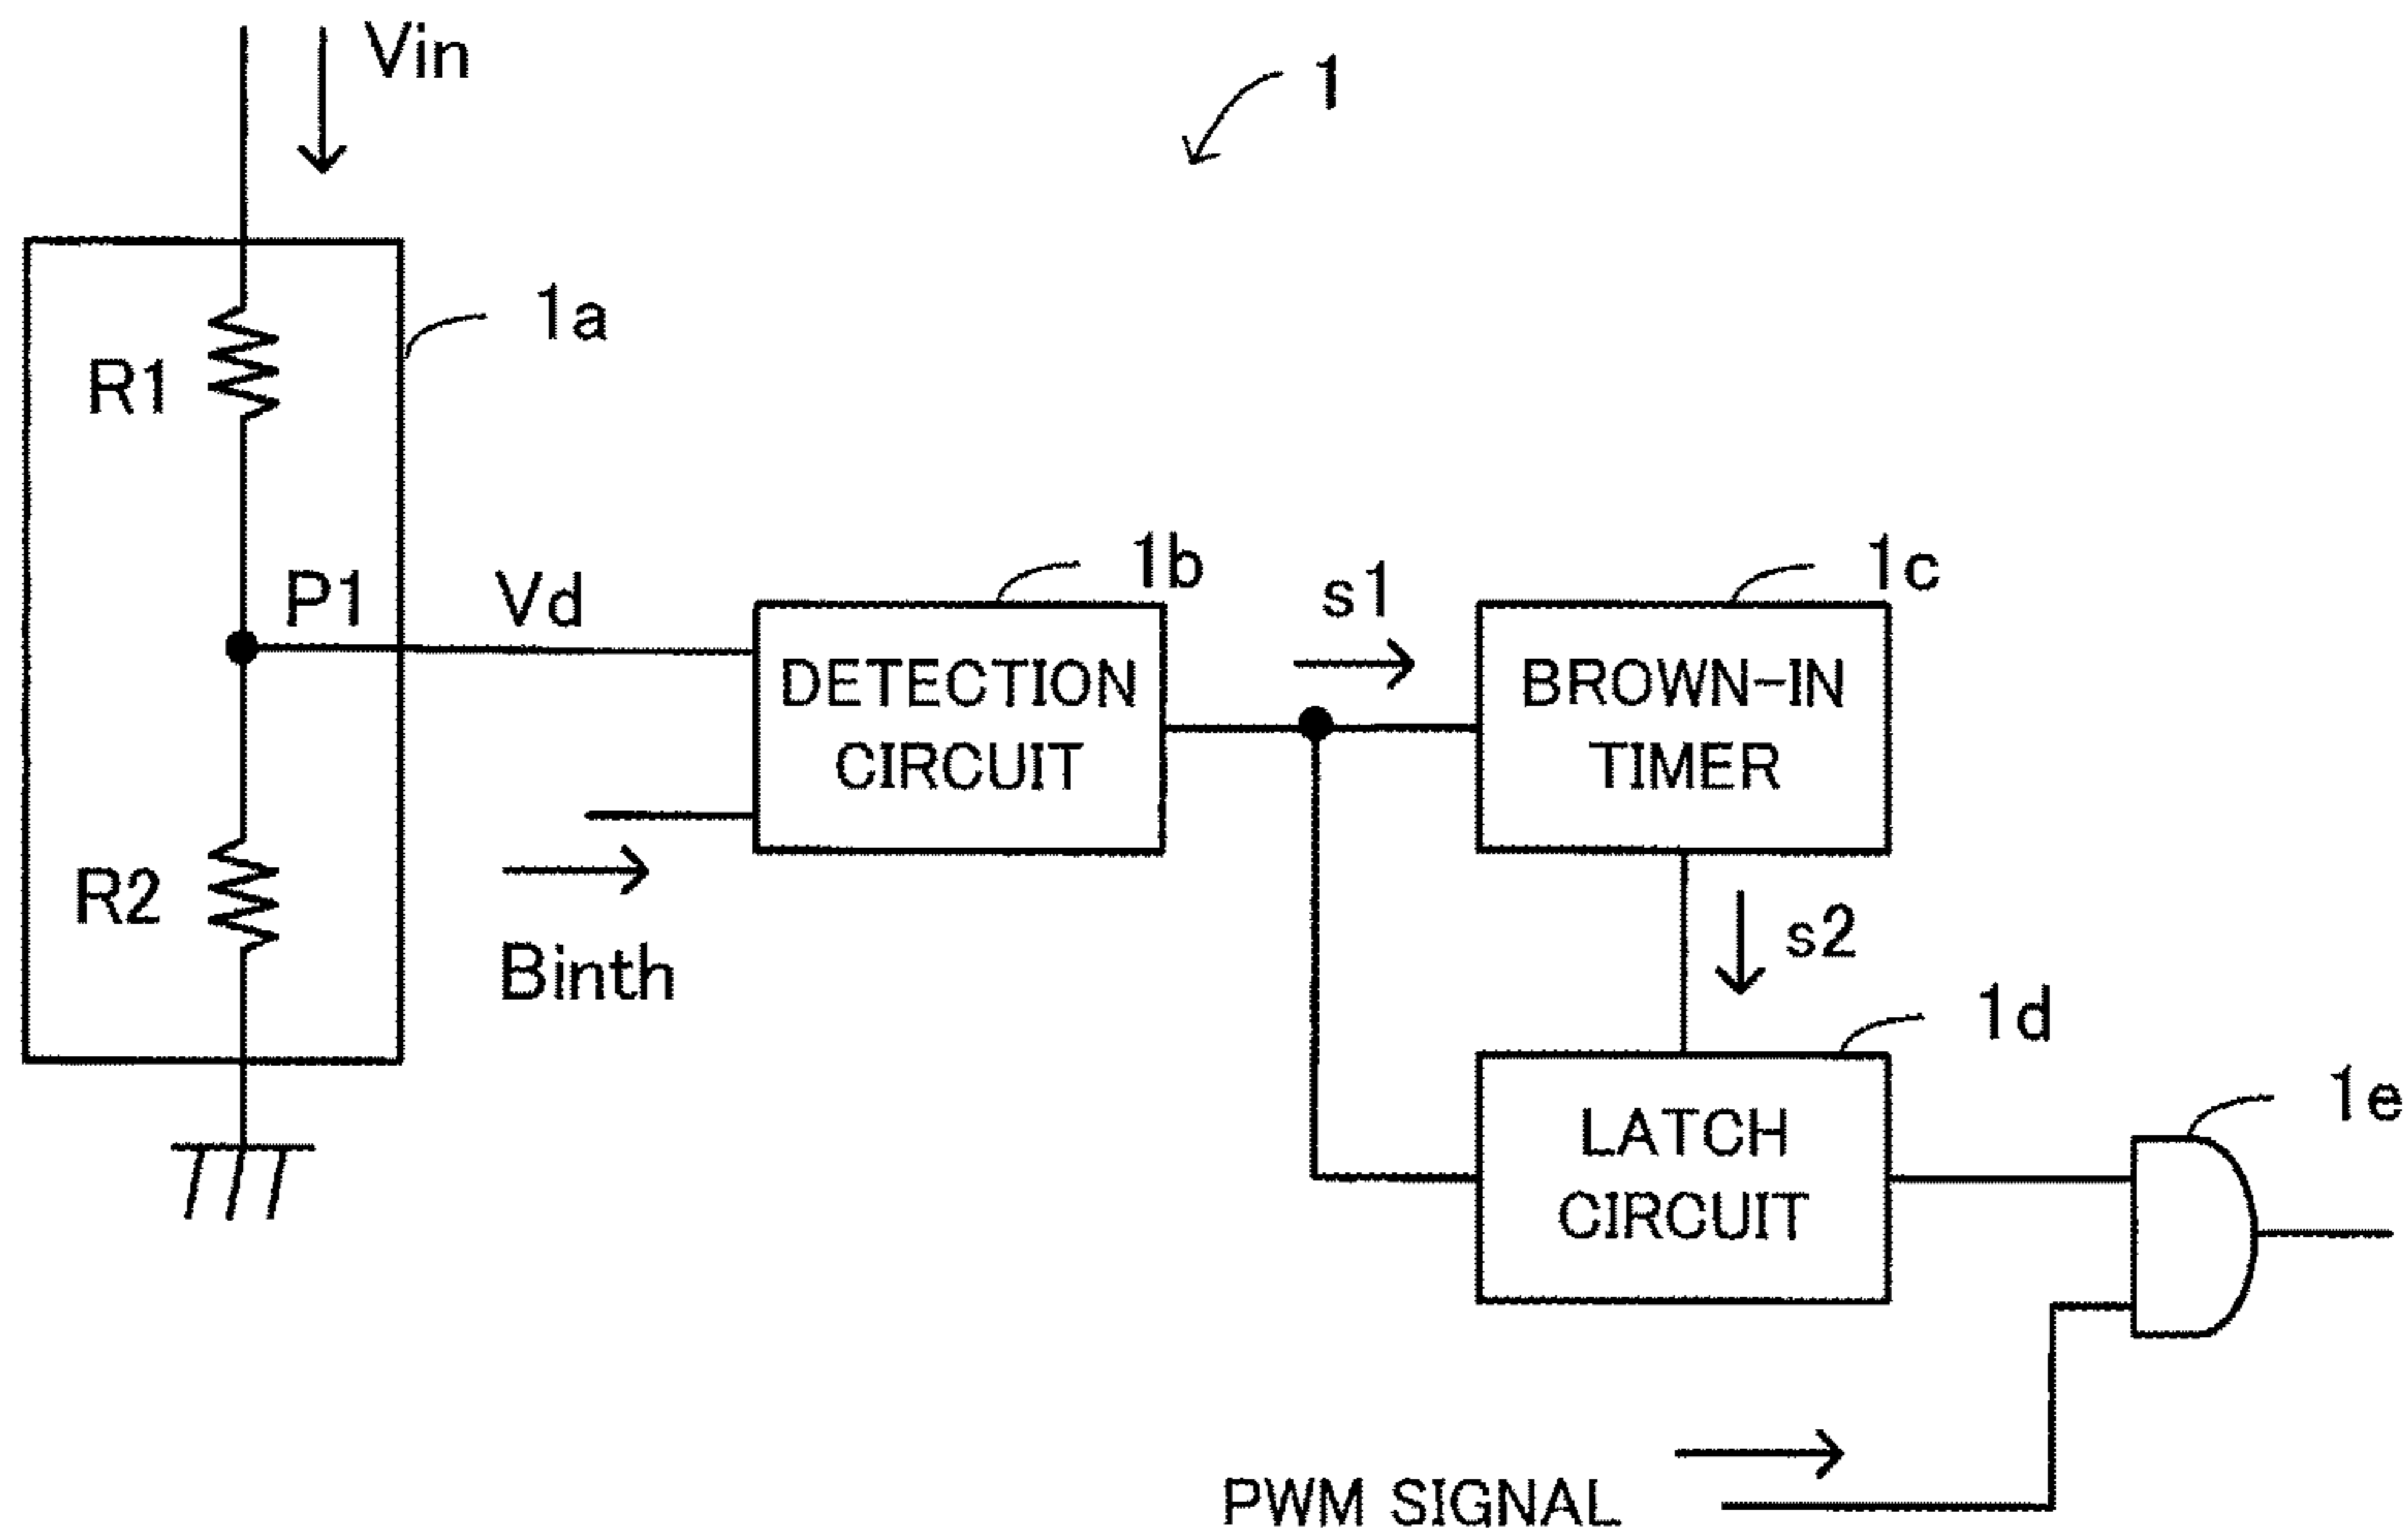 Vin
1
1a
R1
P1
Vd
1b
s1
1c
DETECTION
CIRCUIT
BROWN-IN
TIMER
R2
Binth
s2
1d
LATCH
CIRCUIT
1e
PWM SIGNAL